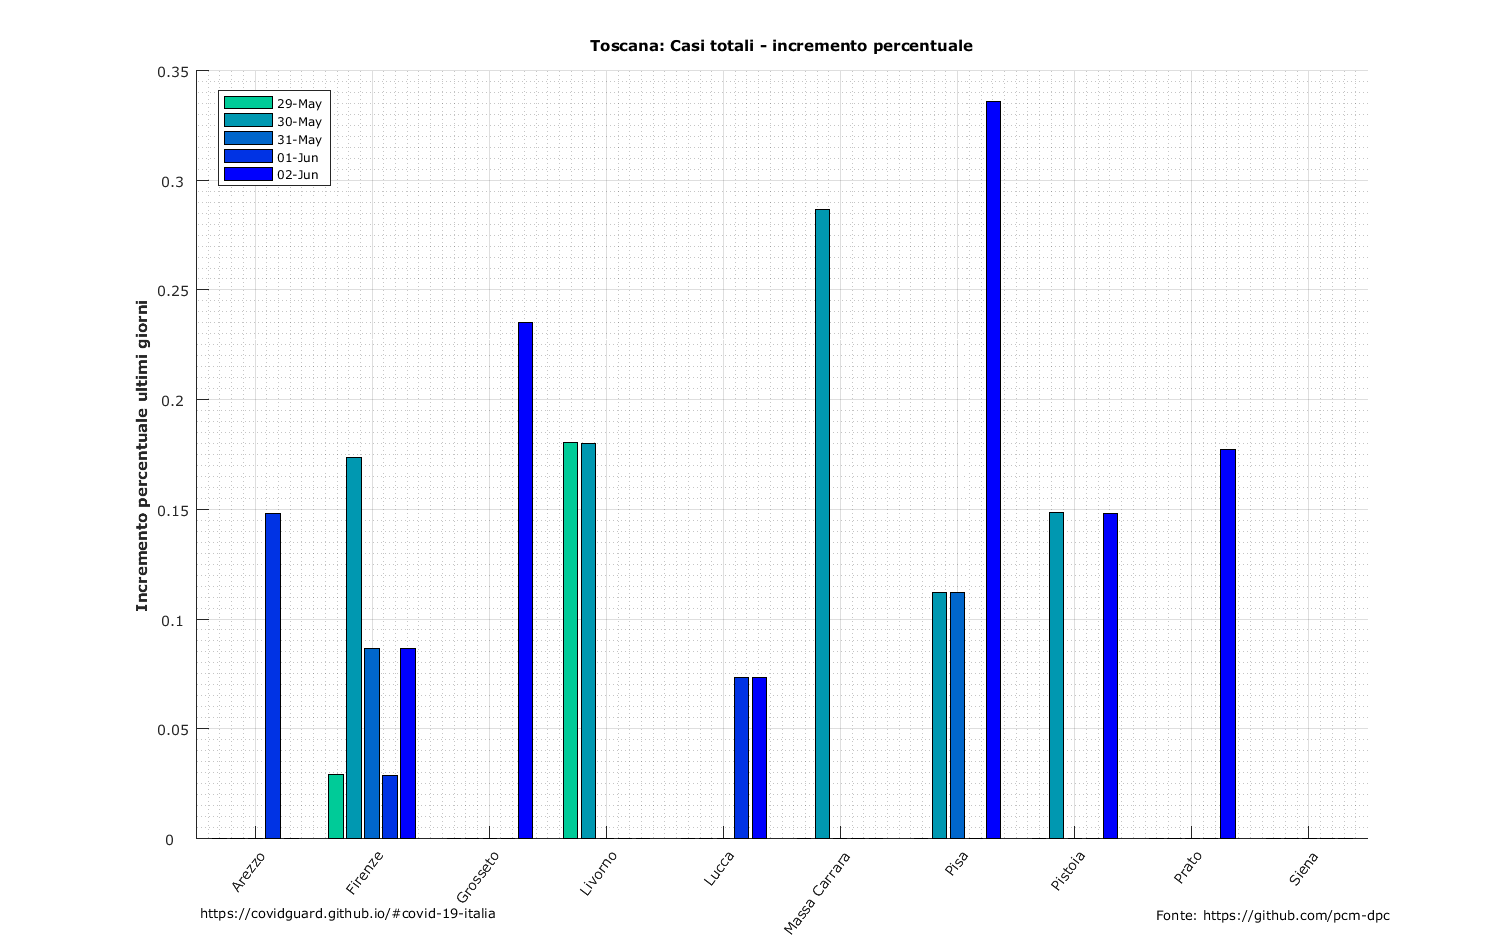 Toscana: Casi totali - incremento percentuale
0.35
0.3
0.25
0.2
0.15
0.1
0.05
0
Incremento percentuale ultimi giorni
29-May
30-May
31-May
01-Jun
02-Jun
Arezzo
Firenze
Grosseto
Livorno
Lucca
Massa Carrara
Pisa
Pistoia
Prato
Siena
https://covidguard.github.io/#covid-19-italia
Fonte: https://github.com/pcm-dpc